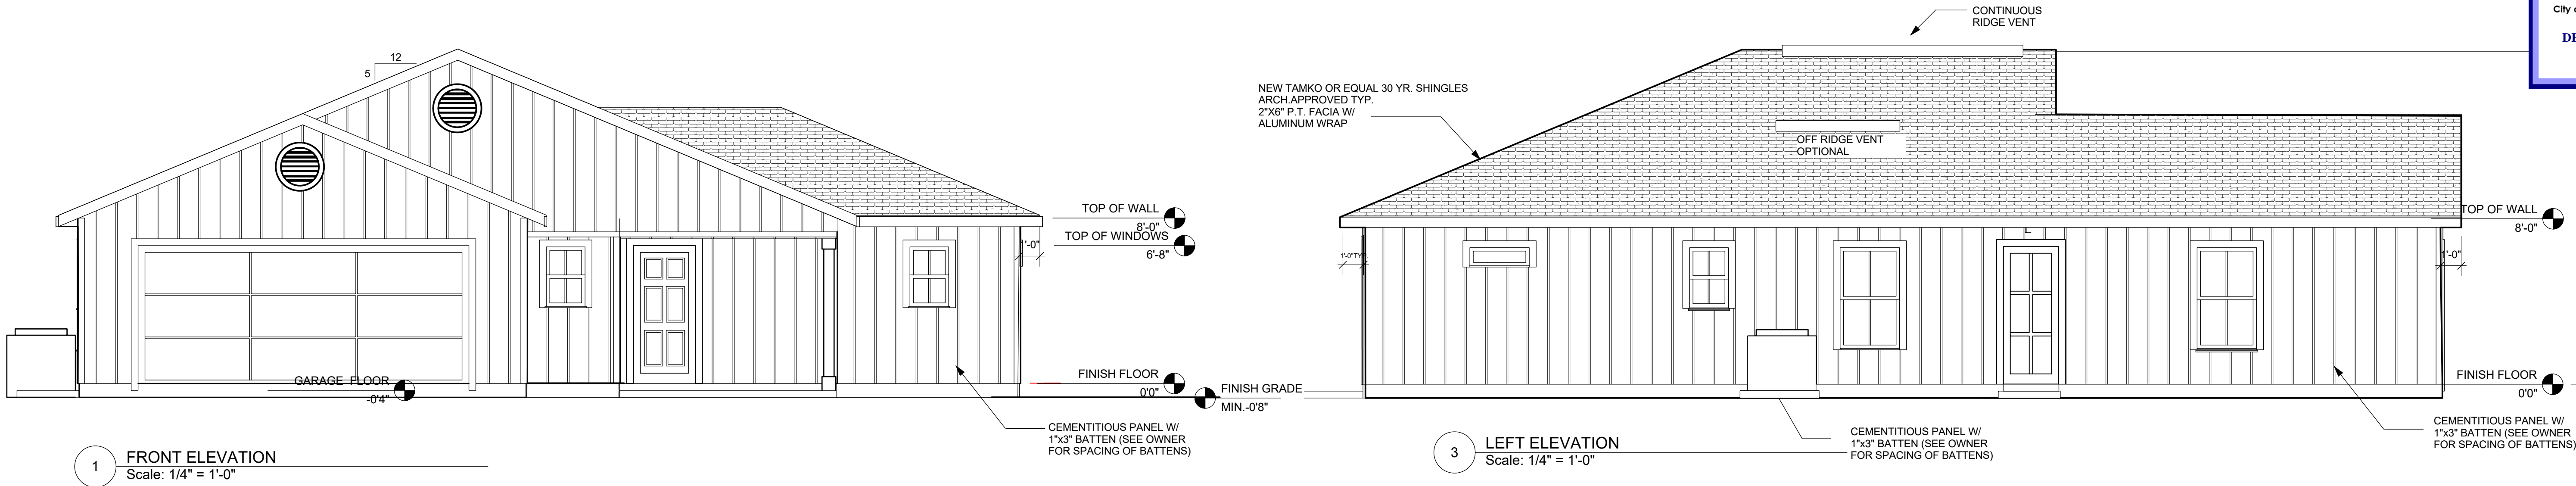 12
5
TOP OF WALL
8'-0"
TOP OF WINDOWS
6'-8"
1'-0"
GARAGE FLOOR
-0'4"
FINISH FLOOR
0'0"
FINISH GRADE
MIN.-0'8"
CEMENTITIOUS PANEL W/
1"x3" BATTEN (SEE OWNER
FOR SPACING OF BATTENS)
1
FRONT ELEVATION
Scale: 1/4" = 1'-0"
CONTINUOUS
RIDGE VENT
NEW TAMKO OR EQUAL 30 YR. SHINGLES
ARCH.APPROVED TYP.
2"X6" P.T. FACIA W/
ALUMINUM WRAP
OFF RIDGE VENT
OPTIONAL
TOP OF WALL
8'-0"
1'-0"TYP.
1'-0"
FINISH FLOOR
0'0"
CEMENTITIOUS PANEL W/
1"x3" BATTEN (SEE OWNER
FOR SPACING OF BATTENS)
CEMENTITIOUS PANEL W/
1"x3" BATTEN (SEE OWNER
FOR SPACING OF BATTENS)
3
LEFT ELEVATION
Scale: 1/4" = 1'-0"
City